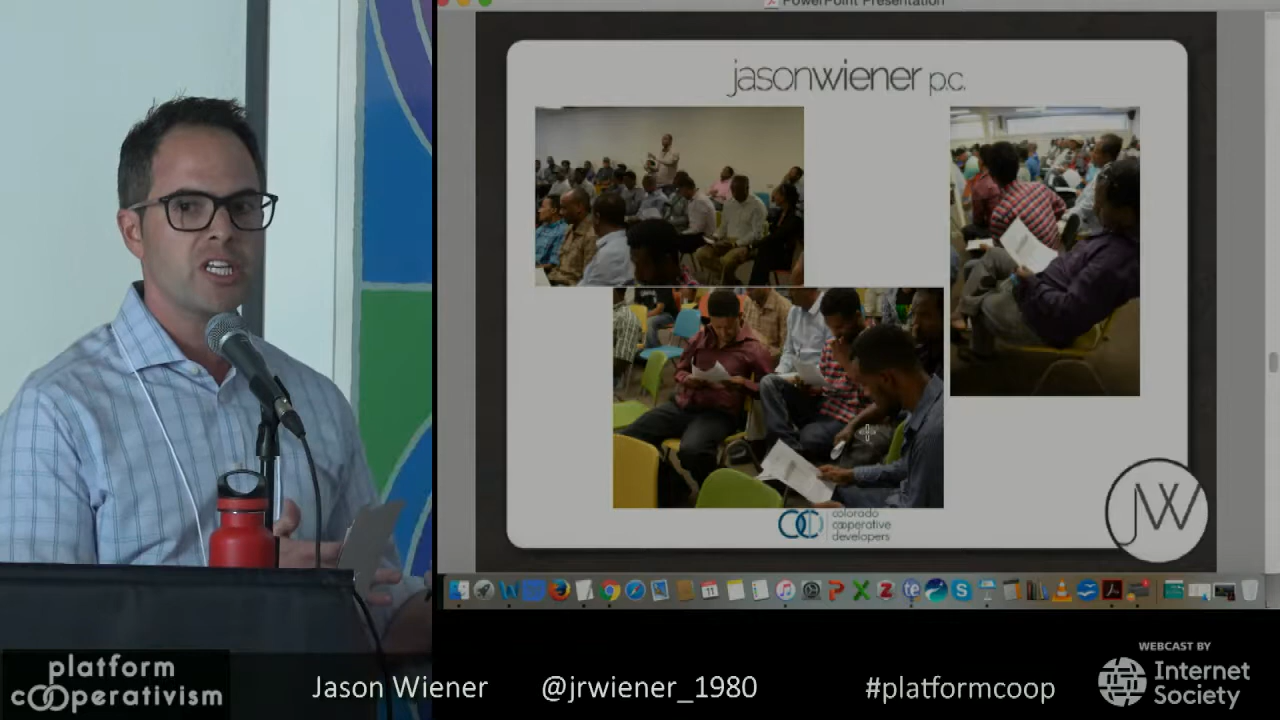 PowerPoint Presentation
jasonwiener p.c.
colorado
cooperative
developers
JW
platform
cooperativism
Jason Wiener
@jrwiener_1980
#platformcoop
WEBCAST BY
Internet
Society